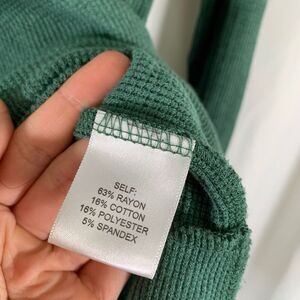 SELF:
63% RAYON
16% COTTON
16% POLYESTER
5% SPANDEX